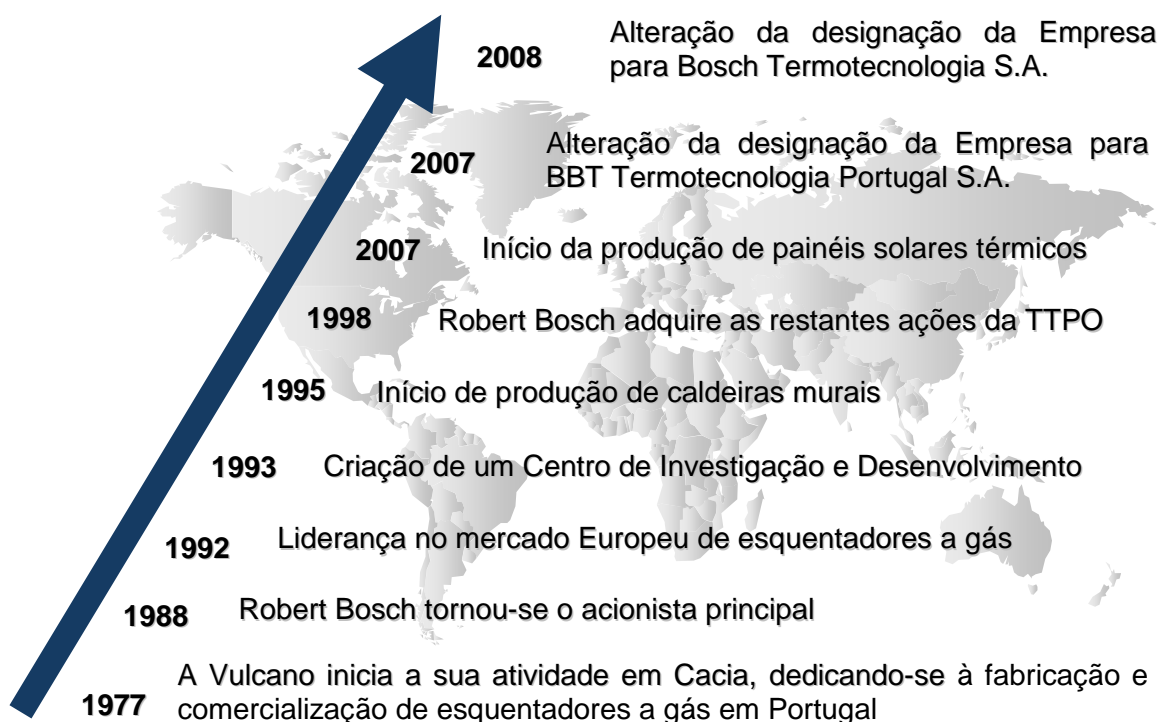 2008 Alteração da designação da Empresa
para Bosch Termotecnologia S.A.
2007 Alteração da designação da Empresa para
BBT Termotecnologia Portugal S.A.
2007 Início da produção de painéis solares térmicos
1998 Robert Bosch adquire as restantes ações da TTPO
1995 Início de produção de caldeiras murais
1993 Criação de um Centro de Investigação e Desenvolvimento
1992 Liderança no mercado Europeu de esquentadores a gás
1988 Robert Bosch tornou-se o acionista principal
1977 A Vulcano inicia a sua atividade em Cacia, dedicando-se à fabricação e
comercialização de esquentadores a gás em Portugal